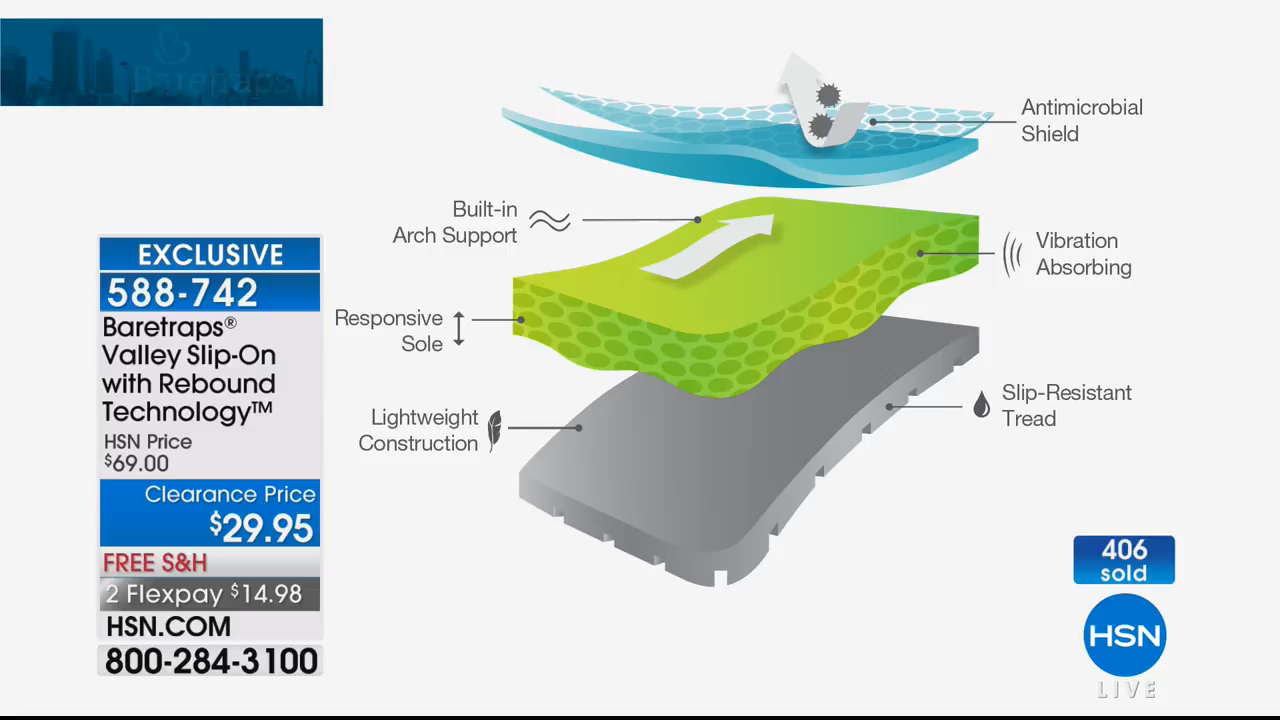 Baretraps
EXCLUSIVE
588-742
Baretraps®
Valley Slip-On
with Rebound
Technology™
HSN Price
$69.00
Clearance Price
$29.95
FREE S&H
2 Flexpay $14.98
HSN.COM
800-284-3100
Antimicrobial
Shield
Built-in
Arch Support
Vibration
Absorbing
Responsive
Sole
Lightweight
Construction
Slip-Resistant
Tread
406
sold
HSN
LIVE